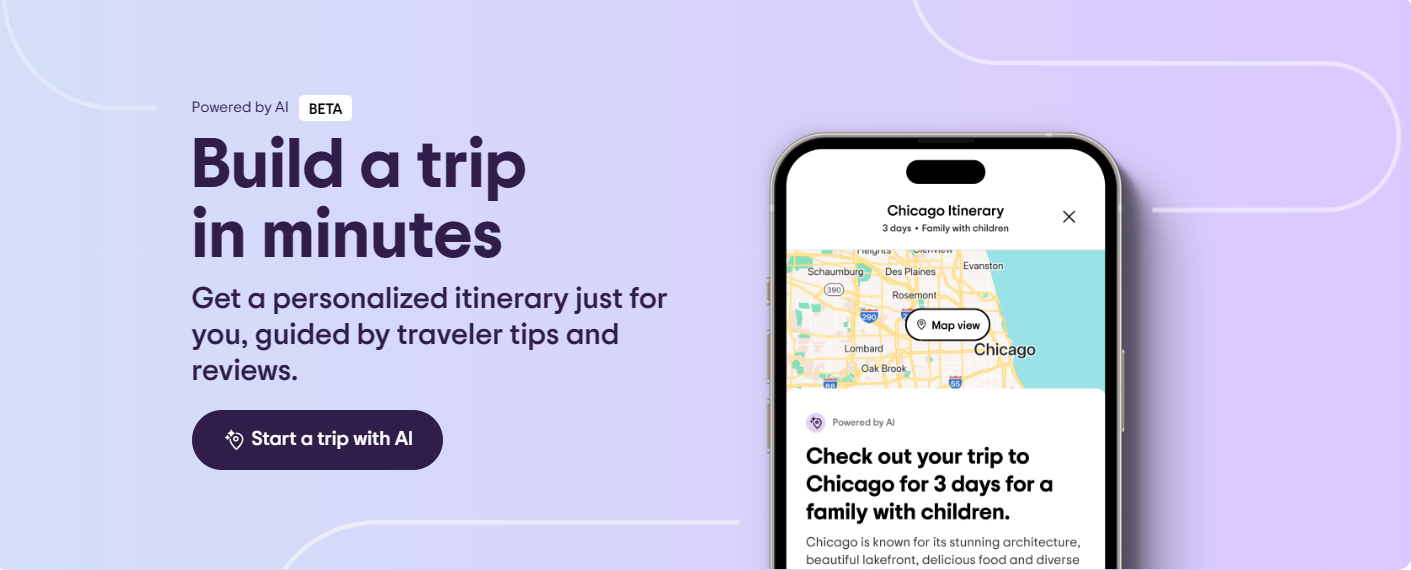 Powered by AI BETA
Build a trip
in minutes
Get a personalized itinerary just for
you, guided by traveler tips and
reviews.
Start a trip with AI
Chicago Itinerary
3 days • Family with children
Heights Glenview
Schaumburg Des Plaines Evanston
390
Rosemont
290
Map view
Lombard Chicago
Oak Brook
88 55
Powered by AI
Check out your trip to
Chicago for 3 days for a
family with children.
Chicago is known for its stunning architecture,
beautiful lakefront, delicious food and diverse